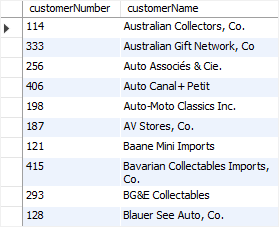 customerNumber customerName
114 Australian Collectors, Co.
333 Australian Gift Network, Co
256 Auto Associés & Cie.
406 Auto Canal+ Petit
198 Auto-Moto Classics Inc.
187 AV Stores, Co.
121 Baane Mini Imports
415 Bavarian Collectables Imports,
Co.
293 BG&E Collectables
128 Blauer See Auto, Co.